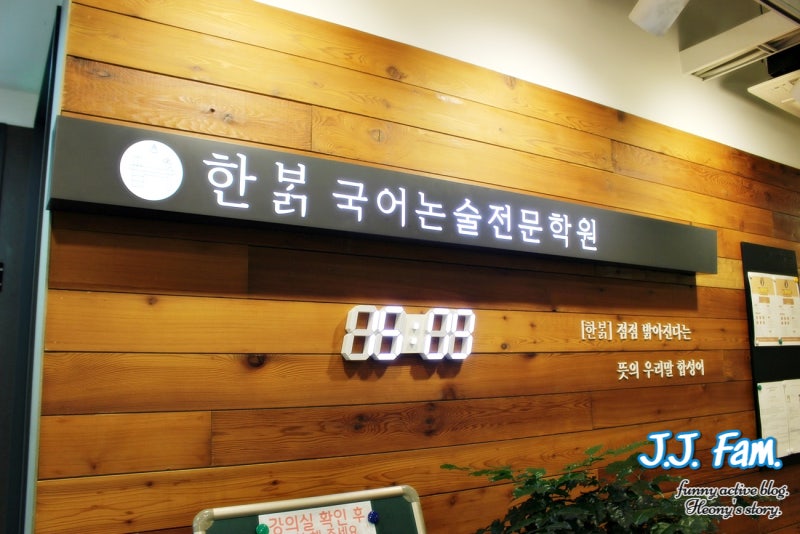 한붉 국어논술전문학원
[한붉] 점점 밝아진다는
뜻의 우리말 합성어
강의실 확인 후
J.J. Fam.
funny active blog.
Heony's story.